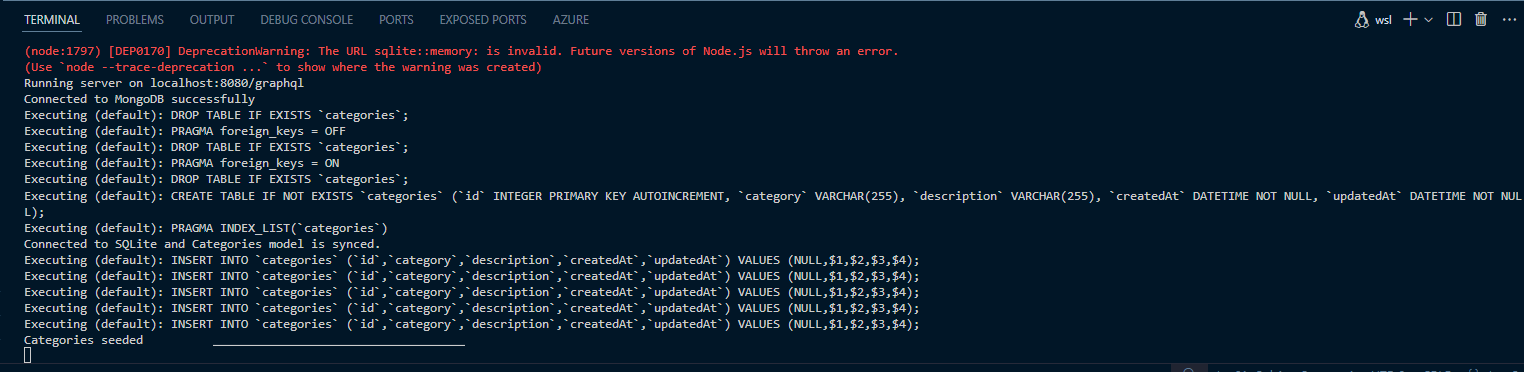 TERMINAL PROBLEMS OUTPUT DEBUG CONSOLE PORTS EXPOSED PORTS AZURE wsl
(node:1797) [DEP0170] DeprecationWarning: The URL sqlite::memory: is invalid. Future versions of Node.js will throw an error.
(Use `node --trace-deprecation ...` to show where the warning was created)
Running server on localhost:8080/graphql
Connected to MongoDB successfully
Executing (default): DROP TABLE IF EXISTS `categories`;
Executing (default): PRAGMA foreign_keys = OFF
Executing (default): DROP TABLE IF EXISTS `categories`;
Executing (default): PRAGMA foreign_keys = ON
Executing (default): DROP TABLE IF EXISTS `categories`;
Executing (default): CREATE TABLE IF NOT EXISTS `categories` (`id` INTEGER PRIMARY KEY AUTOINCREMENT, `category` VARCHAR(255), `description` VARCHAR(255), `createdAt` DATETIME NOT NULL, `updatedAt` DATETIME NOT NUL
L);
Executing (default): PRAGMA INDEX_LIST(`categories`)
Connected to SQLite and Categories model is synced.
Executing (default): INSERT INTO `categories` (`id`,`category`,`description`,`createdAt`,`updatedAt`) VALUES (NULL,$1,$2,$3,$4);
Executing (default): INSERT INTO `categories` (`id`,`category`,`description`,`createdAt`,`updatedAt`) VALUES (NULL,$1,$2,$3,$4);
Executing (default): INSERT INTO `categories` (`id`,`category`,`description`,`createdAt`,`updatedAt`) VALUES (NULL,$1,$2,$3,$4);
Executing (default): INSERT INTO `categories` (`id`,`category`,`description`,`createdAt`,`updatedAt`) VALUES (NULL,$1,$2,$3,$4);
Executing (default): INSERT INTO `categories` (`id`,`category`,`description`,`createdAt`,`updatedAt`) VALUES (NULL,$1,$2,$3,$4);
Categories seeded